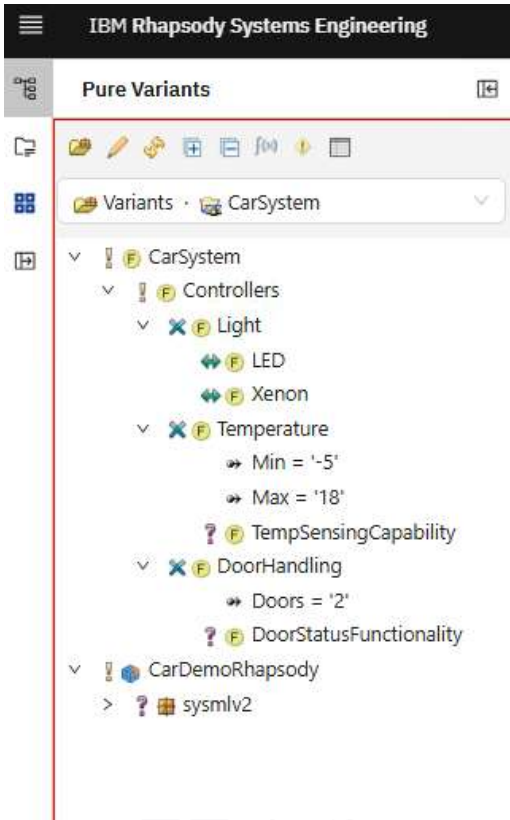 IBM Rhapsody Systems Engineering
Pure Variants
Variants · CarSystem
CarSystem
Controllers
Light
LED
Xenon
Temperature
Min = '-5'
Max = '18'
TempSensingCapability
DoorHandling
Doors = '2'
DoorStatusFunctionality
CarDemoRhapsody
sysmlv2